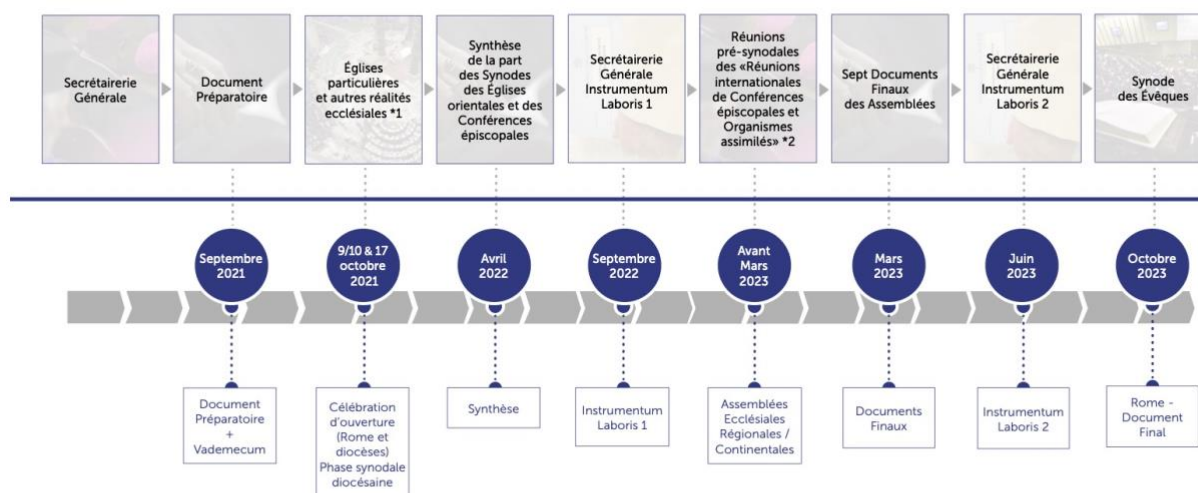 Secrétairerie
Générale
Document
Préparatoire
Églises
particulières
et autres réalités
ecclésiales *1
Synthèse
de la part
des Synodes
des Églises
orientales et des
Conférences
épiscopales
Secrétairerie
Générale
Instrumentum
Laboris 1
Réunions
pré-synodales
des «Réunions
internationales
de Conférences
épiscopales et
Organismes
assimilés» *2
Sept Documents
Finaux
des Assemblées
Secrétairerie
Générale
Instrumentum
Laboris 2
Synode
des Évêques
Septembre
2021
9/10 & 17
octobre
2021
Avril
2022
Septembre
2022
Avant
Mars
2023
Mars
2023
Juin
2023
Octobre
2023
Document
Préparatoire
+
Vademecum
Célébration
d'ouverture
(Rome et
diocèses)
Phase synodale
diocésaine
Synthèse
Instrumentum
Laboris 1
Assemblées
Ecclésiales
Régionales /
Continentales
Documents
Finaux
Instrumentum
Laboris 2
Rome -
Document
Final